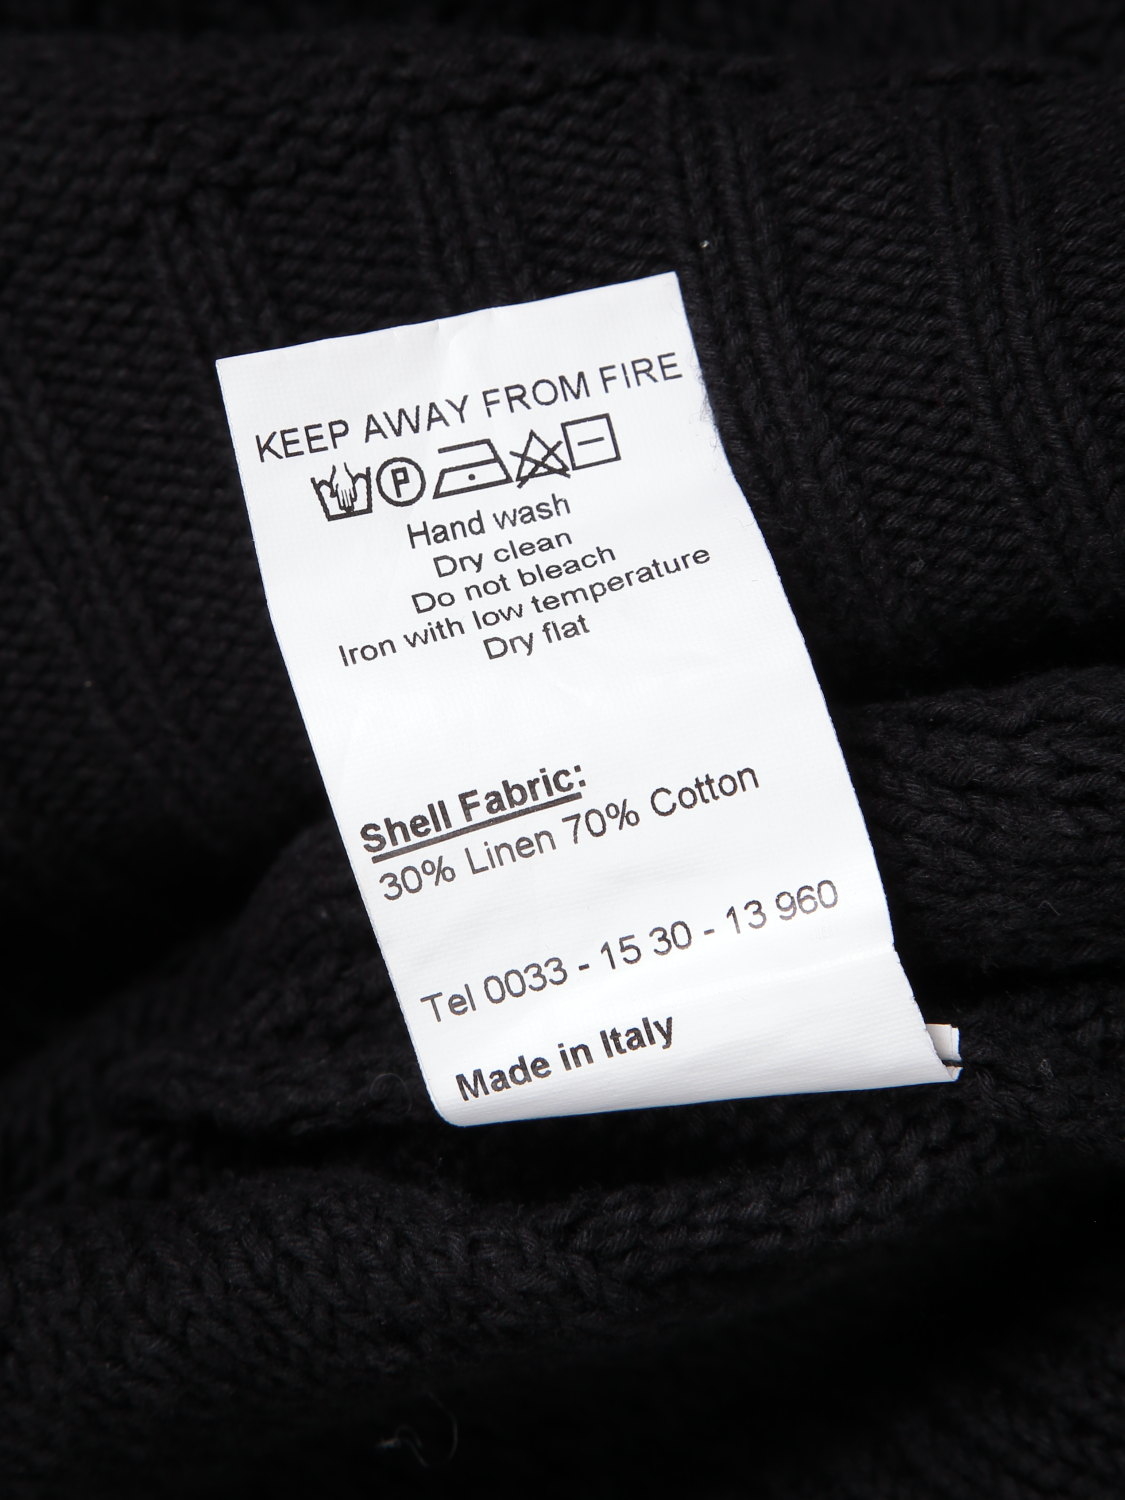 KEEP AWAY FROM FIRE
P
Hand wash
Dry clean
Do not bleach
Iron with low temperature
Dry flat
Shell Fabric:
30% Linen 70% Cotton
Tel 0033 - 15 30 - 13 960
Made in Italy